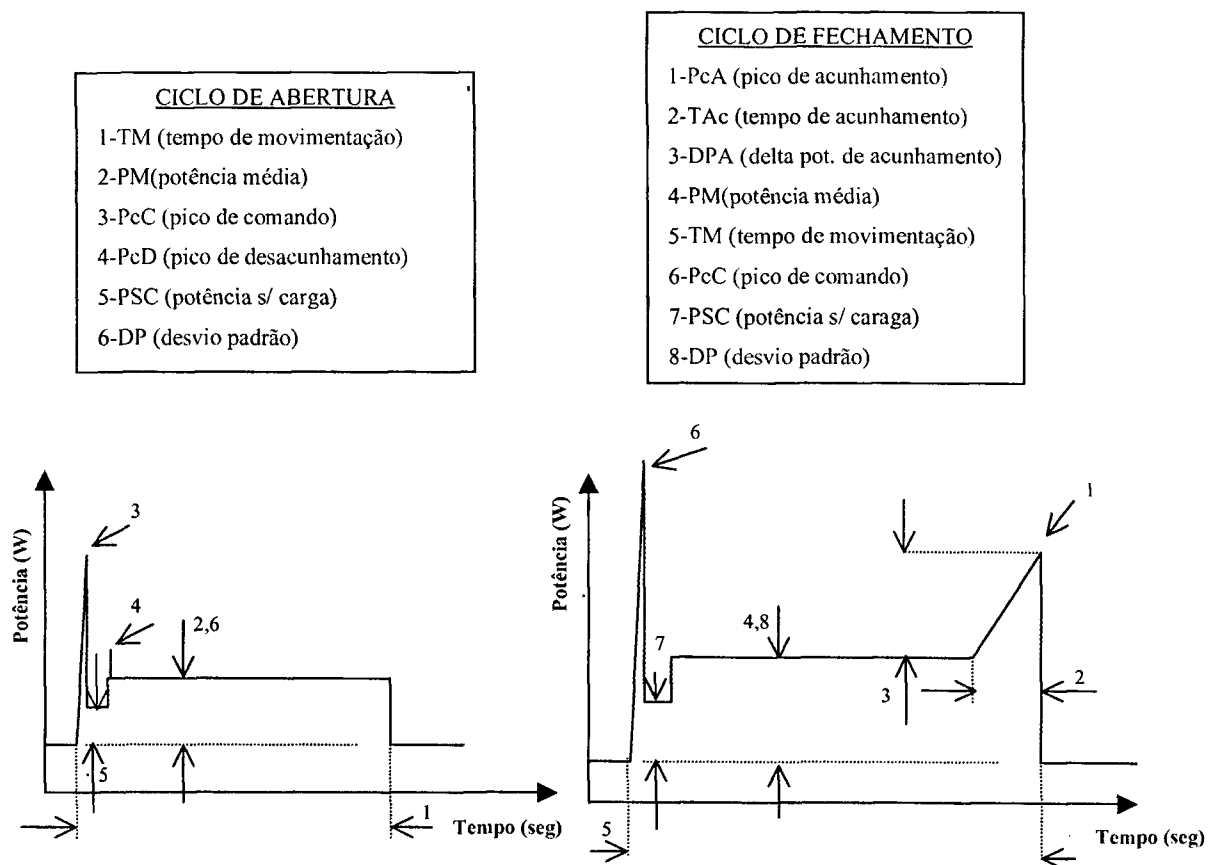 CICLO DE ABERTURA
1-TM (tempo de movimentação)
2-PM(potência média)
3-PcC (pico de comando)
4-PcD (pico de desacunhamento)
5-PSC (potência s/ carga)
6-DP (desvio padrão)
CICLO DE FECHAMENTO
1-PcA (pico de acunhamento)
2-TAc (tempo de acunhamento)
3-DPA (delta pot. de acunhamento)
4-PM(potência média)
5-TM (tempo de movimentação)
6-PcC (pico de comando)
7-PSC (potência s/ caraga)
8-DP (desvio padrão)
Potência (W)
3
4
2,6
5
1
Tempo (seg)
Potência (W)
6
1
7
4,8
3
2
5
Tempo (seg)